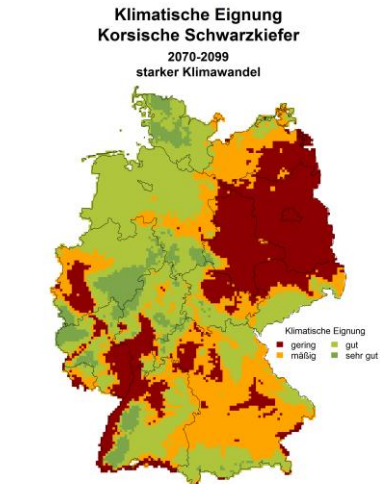 Klimatische Eignung
Korsische Schwarzkiefer
2070-2099
starker Klimawandel
Klimatische Eignung
gering gut
mäßig sehr gut